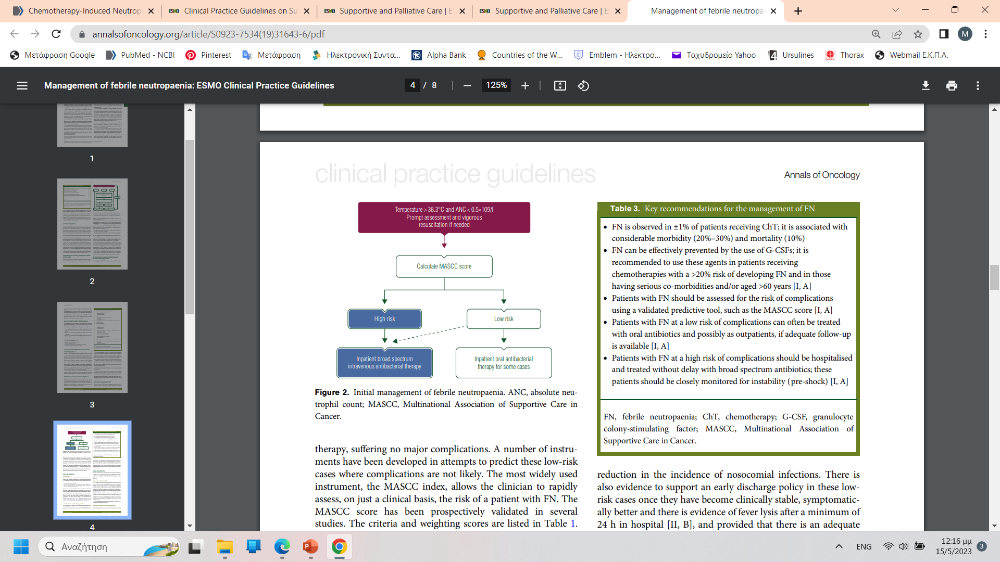 Chemotherapy-Induced Neutrop
Clinical Practice Guidelines on Su
Supportive and Palliative Care | E
Supportive and Palliative Care | E
Management of febrile neutropa
annalsofoncology.org/article/S0923-7534(19)31643-6/pdf
M
Μετάφραση Google
PubMed - NCBI
Pinterest
Μετάφραση
Ηλεκτρονική Συντα...
Alpha Bank
Countries of the W...
Emblem - Ηλεκτρο...
Ταχυδρομείο Yahoo
Ursulines
Thorax
Webmail Ε.Κ.Π.Α.
Management of febrile neutropaenia: ESMO Clinical Practice Guidelines
4 / 8
125%
1
2
3
4
clinical practice guidelines
Annals of Oncology
Temperature > 38.3°C and ANC < 0.5×109/l
Prompt assessment and vigorous
resuscitation if needed
Calculate MASCC score
High risk
Low risk
Inpatient broad spectrum
intravenous antibacterial therapy
Inpatient oral antibacterial
therapy for some cases
Figure 2. Initial management of febrile neutropaenia. ANC, absolute neu-
trophil count; MASCC, Multinational Association of Supportive Care in
Cancer.
therapy, suffering no major complications. A number of instru-
ments have been developed in attempts to predict these low-risk
cases where complications are not likely. The most widely used
instrument, the MASCC index, allows the clinician to rapidly
assess, on just a clinical basis, the risk of a patient with FN. The
MASCC score has been prospectively validated in several
studies. The criteria and weighting scores are listed in Table 1.
Table 3. Key recommendations for the management of FN
• FN is observed in ±1% of patients receiving ChT; it is associated with
considerable morbidity (20%–30%) and mortality (10%)
• FN can be effectively prevented by the use of G-CSFs; it is
recommended to use these agents in patients receiving
chemotherapies with a >20% risk of developing FN and in those
having serious co-morbidities and/or aged >60 years [I, A]
• Patients with FN should be assessed for the risk of complications
using a validated predictive tool, such as the MASCC score [I, A]
• Patients with FN at a low risk of complications can often be treated
with oral antibiotics and possibly as outpatients, if adequate follow-up
is available [I, A]
• Patients with FN at a high risk of complications should be hospitalised
and treated without delay with broad spectrum antibiotics; these
patients should be closely monitored for instability (pre-shock) [I, A]
FN, febrile neutropaenia; ChT, chemotherapy; G-CSF, granulocyte
colony-stimulating factor; MASCC, Multinational Association of
Supportive Care in Cancer.
reduction in the incidence of nosocomial infections. There is
also evidence to support an early discharge policy in these low-
risk cases once they have become clinically stable, symptomatic-
ally better and there is evidence of fever lysis after a minimum of
24 h in hospital [II, B], and provided that there is an adequate
Αναζήτηση
ENG
12:16 μμ
15/5/2023
3